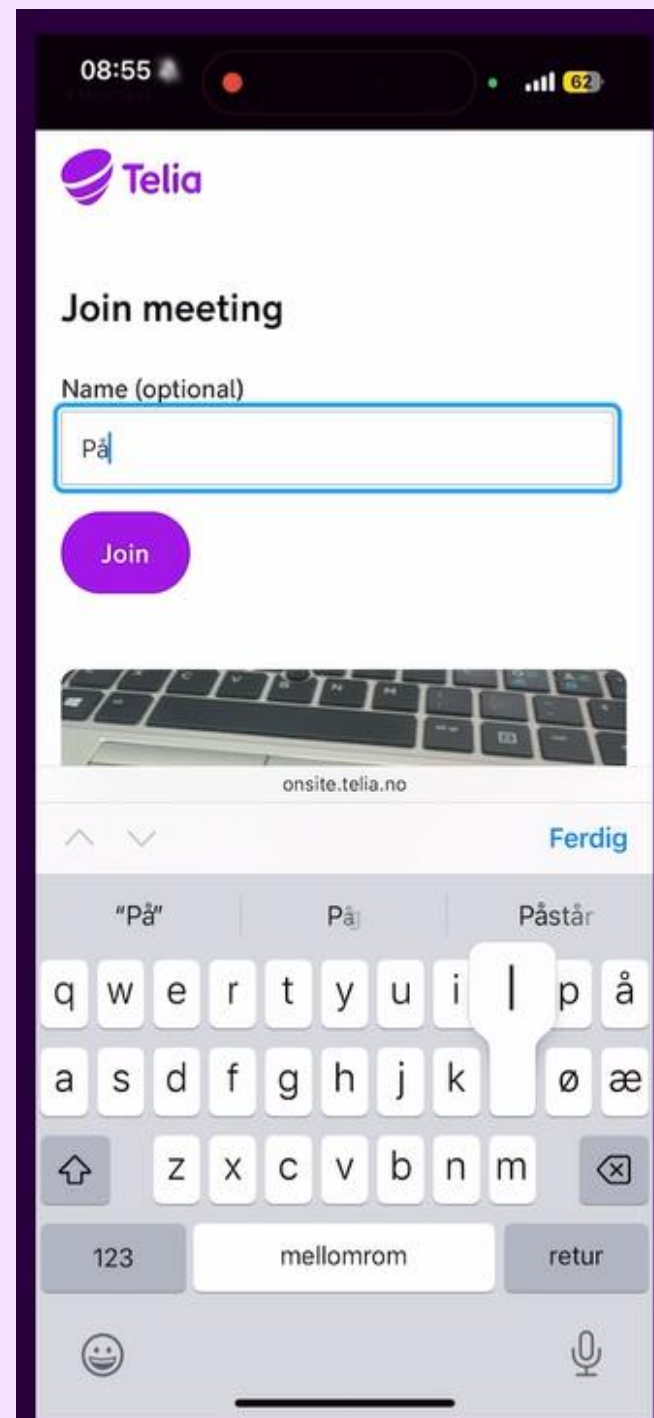 08:55
62
Telia
Join meeting
Name (optional)
På
Join
onsite.telia.no
Ferdig
"På" På Påstår
q w e r t y u i l p å
a s d f g h j k ø æ
z x c v b n m
123 mellomrom retur